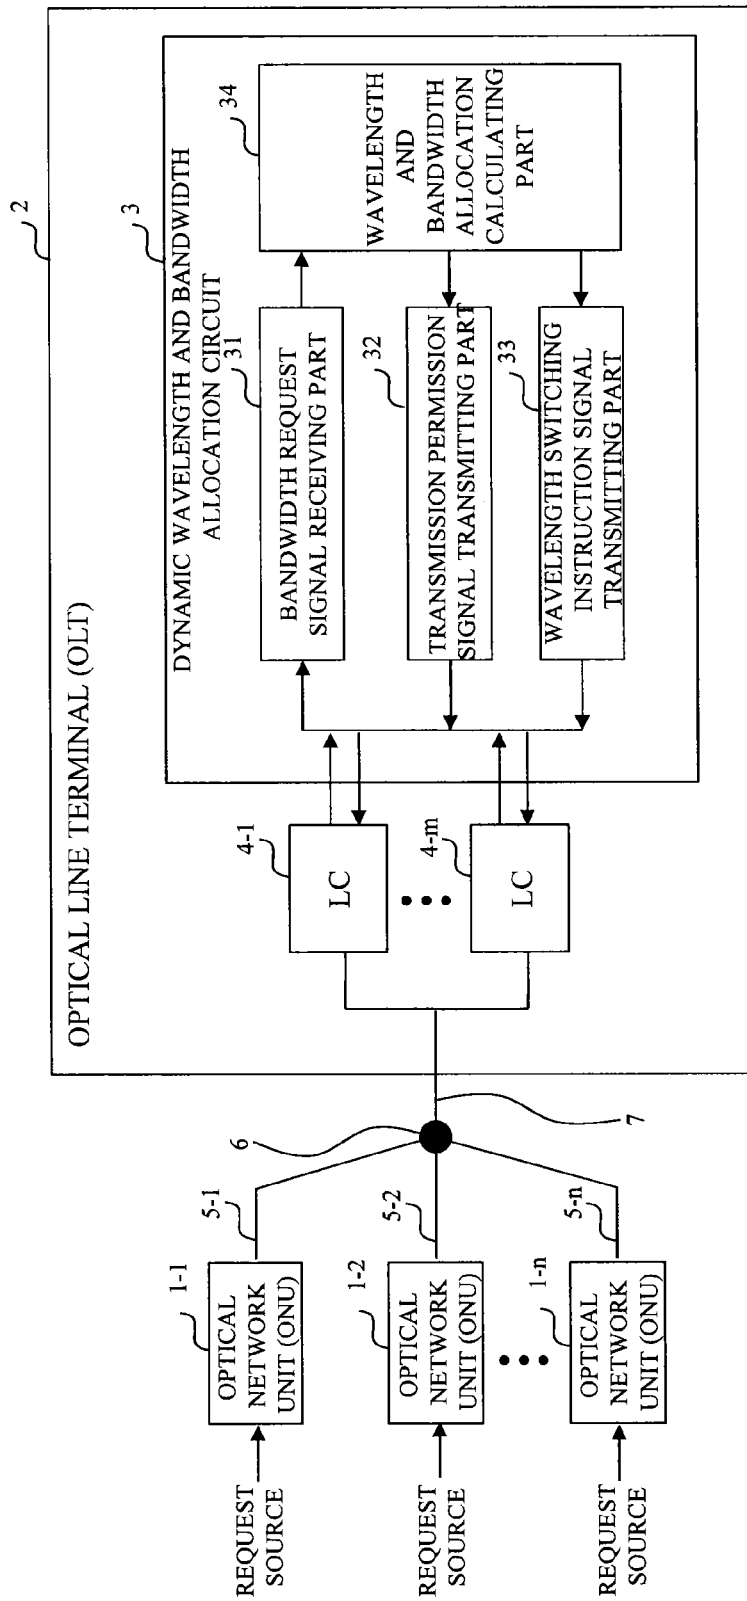 OPTICAL LINE TERMINAL (OLT)
2
DYNAMIC WAVELENGTH AND BANDWIDTH
ALLOCATION CIRCUIT
3
REQUEST
SOURCE
1-1
OPTICAL
NETWORK
UNIT (ONU)
5-1
REQUEST
SOURCE
1-2
OPTICAL
NETWORK
UNIT (ONU)
5-2
REQUEST
SOURCE
1-n
OPTICAL
NETWORK
UNIT (ONU)
5-n
6
7
4-1
LC
4-m
LC
31
BANDWIDTH REQUEST
SIGNAL RECEIVING PART
32
TRANSMISSION PERMISSION
SIGNAL TRANSMITTING PART
33
WAVELENGTH SWITCHING
INSTRUCTION SIGNAL
TRANSMITTING PART
34
WAVELENGTH
AND
BANDWIDTH
ALLOCATION
CALCULATING
PART